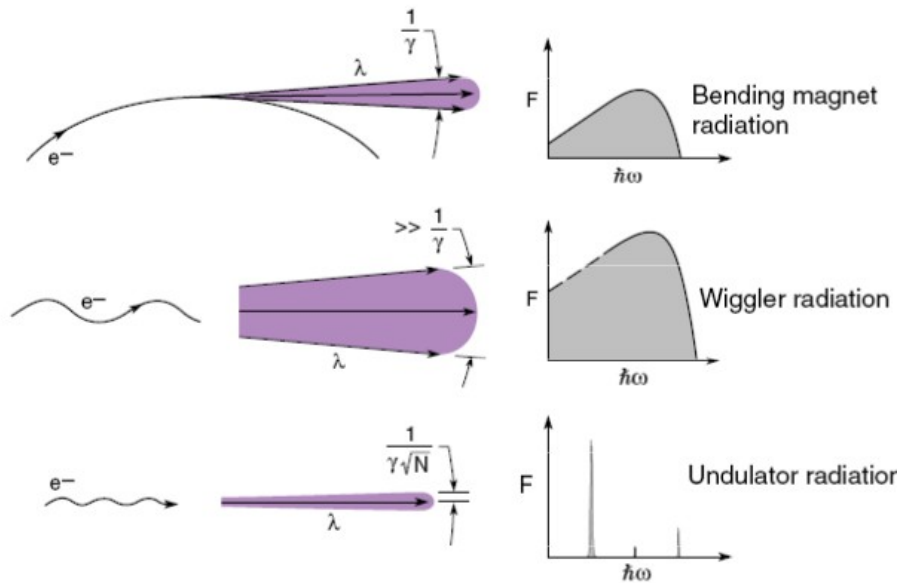 1
γ
λ
e−
F
ħω
Bending magnet
radiation
>> 1
γ
e−
λ
F
ħω
Wiggler radiation
1
γ√N
e−
λ
F
ħω
Undulator radiation